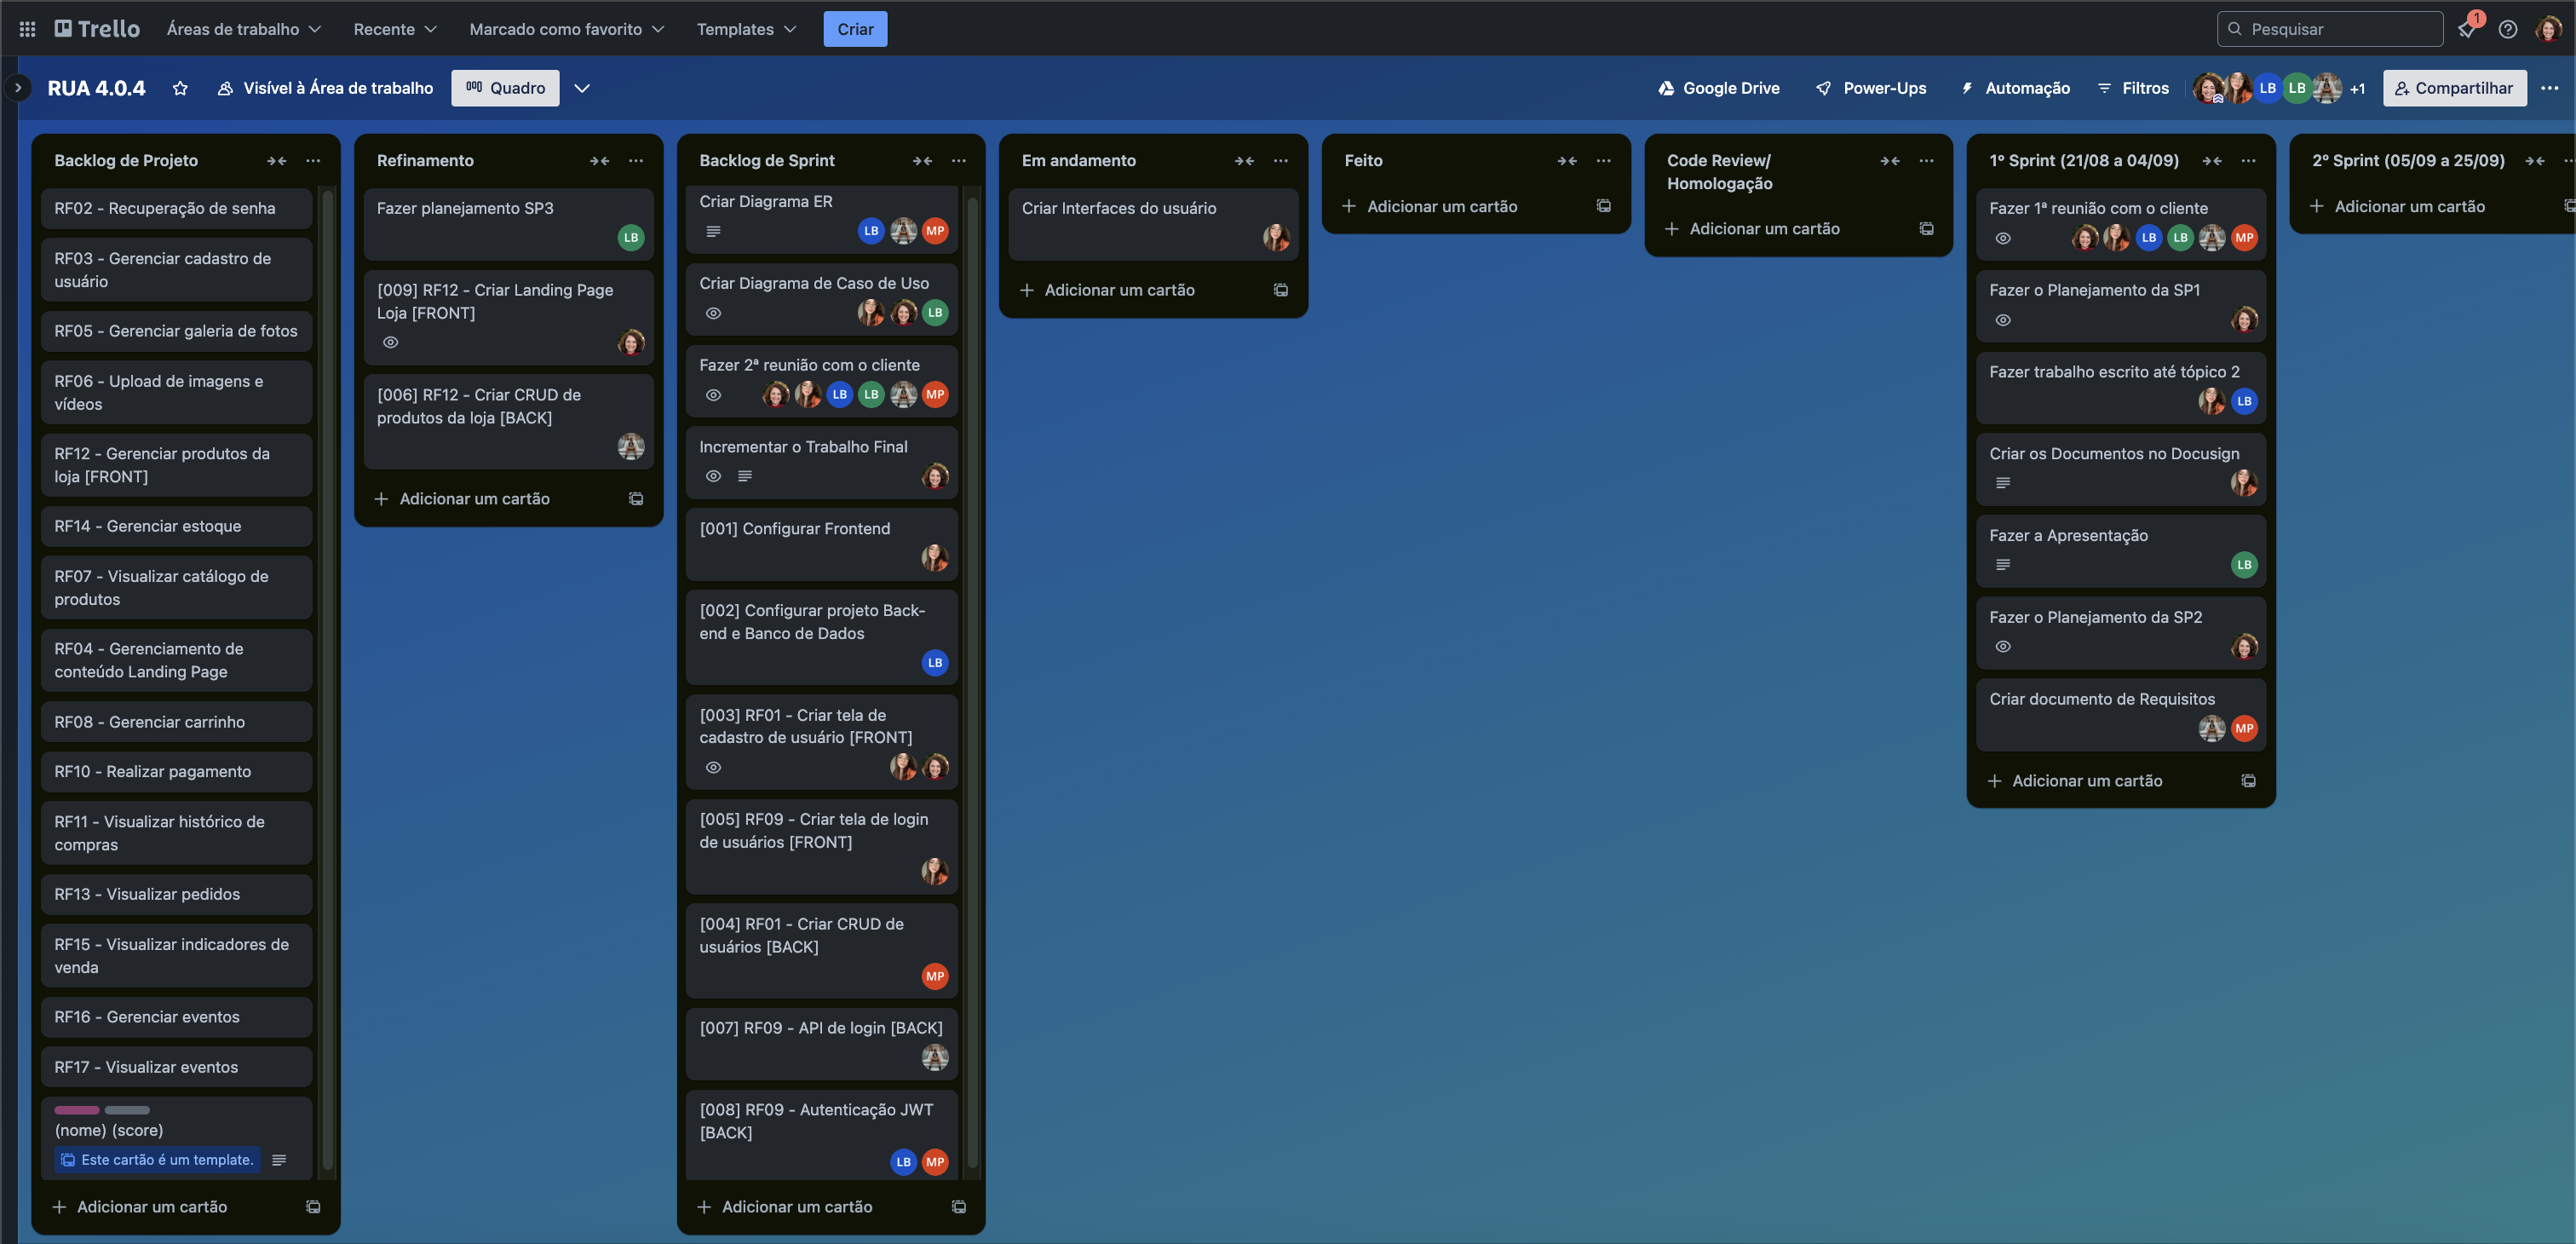 Trello
Áreas de trabalho
Recente
Marcado como favorito
Templates
Criar
Pesquisar
1
RUA 4.0.4
Visível à Área de trabalho
Quadro
Google Drive
Power-Ups
Automação
Filtros
LB
LB
+1
Compartilhar
Backlog de Projeto
RF02 - Recuperação de senha
RF03 - Gerenciar cadastro de
usuário
RF05 - Gerenciar galeria de fotos
RF06 - Upload de imagens e
vídeos
RF12 - Gerenciar produtos da
loja [FRONT]
RF14 - Gerenciar estoque
RF07 - Visualizar catálogo de
produtos
RF04 - Gerenciamento de
conteúdo Landing Page
RF08 - Gerenciar carrinho
RF10 - Realizar pagamento
RF11 - Visualizar histórico de
compras
RF13 - Visualizar pedidos
RF15 - Visualizar indicadores de
venda
RF16 - Gerenciar eventos
RF17 - Visualizar eventos
(nome) (score)
Este cartão é um template.
Adicionar um cartão
Refinamento
Fazer planejamento SP3
LB
[009] RF12 - Criar Landing Page
Loja [FRONT]
[006] RF12 - Criar CRUD de
produtos da loja [BACK]
Adicionar um cartão
Backlog de Sprint
Criar Diagrama ER
LB
MP
Criar Diagrama de Caso de Uso
LB
Fazer 2ª reunião com o cliente
LB
LB
MP
Incrementar o Trabalho Final
[001] Configurar Frontend
[002] Configurar projeto Back-
end e Banco de Dados
LB
[003] RF01 - Criar tela de
cadastro de usuário [FRONT]
[005] RF09 - Criar tela de login
de usuários [FRONT]
[004] RF01 - Criar CRUD de
usuários [BACK]
MP
[007] RF09 - API de login [BACK]
[008] RF09 - Autenticação JWT
[BACK]
LB
MP
Adicionar um cartão
Em andamento
Criar Interfaces do usuário
Adicionar um cartão
Feito
Adicionar um cartão
Code Review/
Homologação
Adicionar um cartão
1º Sprint (21/08 a 04/09)
Fazer 1ª reunião com o cliente
LB
LB
MP
Fazer o Planejamento da SP1
Fazer trabalho escrito até tópico 2
LB
Criar os Documentos no Docusign
Fazer a Apresentação
LB
Fazer o Planejamento da SP2
Criar documento de Requisitos
MP
Adicionar um cartão
2º Sprint (05/09 a 25/09)
Adicionar um cartão